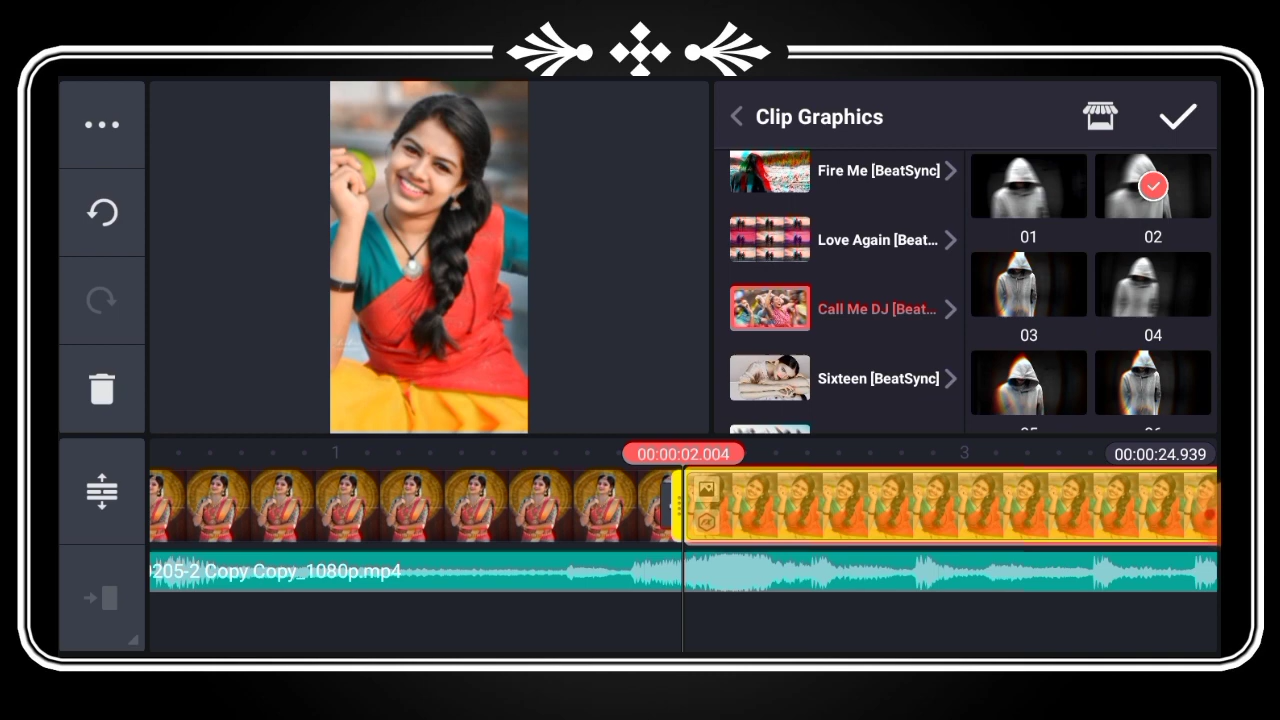 Clip Graphics
Fire Me [BeatSync]
Love Again [Beat...
Call Me DJ [Beat...
Sixteen [BeatSync]
01
02
03
04
1
00:00:02.004
3
00:00:24.939
205-2 Copy Copy_1080p.mp4